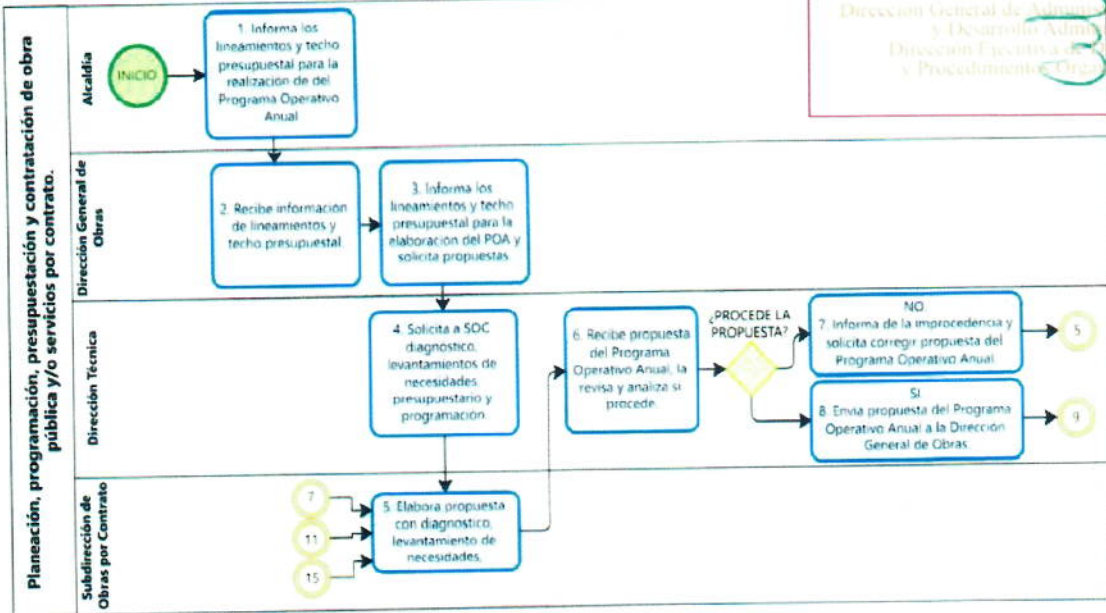 Planeación, programación, presupuestación y contratación de obra
pública y/o servicios por contrato.
Alcaldía
INICIO
1. Informa los
lineamientos y techo
presupuestal para la
realización de del
Programa Operativo
Anual
Dirección General de
Obras
2. Recibe información
de lineamientos y
techo presupuestal
3. Informa los
lineamientos y techo
presupuestal para la
elaboración del POA y
solicita propuestas
Dirección Técnica
4. Solicita a SOC
diagnostico,
levantamientos de
necesidades
presupuestario y
programación.
6. Recibe propuesta
del Programa
Operativo Anual, la
revisa y analiza si
procede.
¿PROCEDE LA
PROPUESTA?
NO
7. Informa de la improcedencia y
solicita corregir propuesta del
Programa Operativo Anual
5
SI
8. Envia propuesta del Programa
Operativo Anual a la Dirección
General de Obras.
9
Subdirección de
Obras por Contrato
7
11
15
5. Elabora propuesta
con diagnostico,
levantamiento de
necesidades,
Dirección General de
y Desarrollo
Dirección Ejecutiva de
y Procedimientos